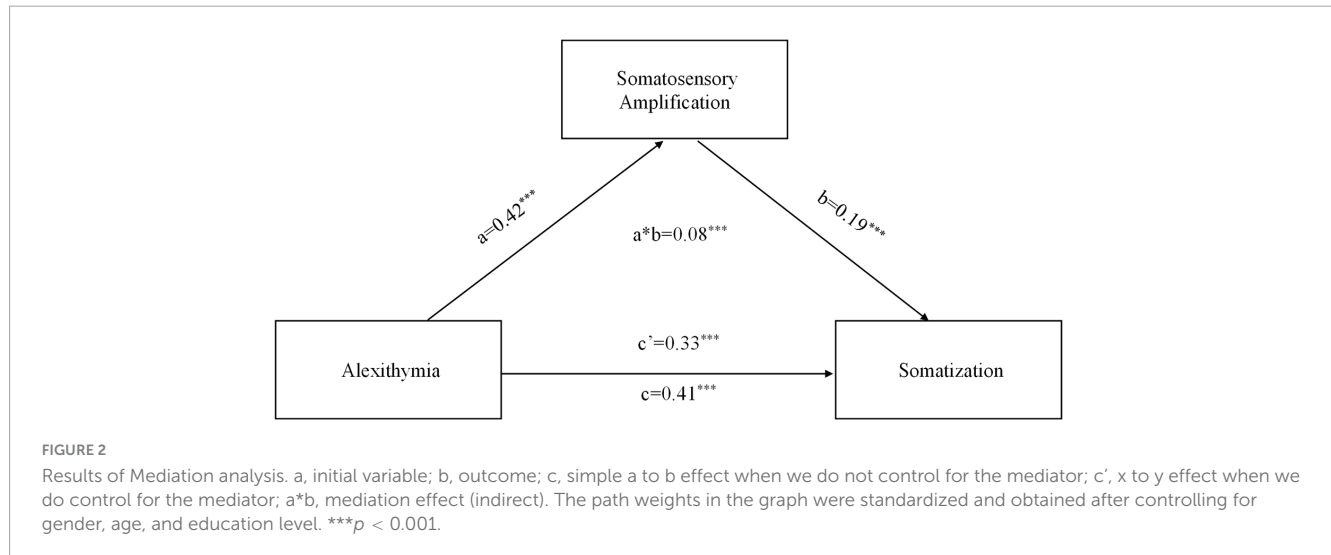 Somatosensory
Amplification
a=0.42***
b=0.19***
a*b=0.08***
c’=0.33***
Alexithymia
Somatization
c=0.41***
FIGURE 2
Results of Mediation analysis. a, initial variable; b, outcome; c, simple a to b effect when we do not control for the mediator; c’, x to y effect when we
do control for the mediator; a*b, mediation effect (indirect). The path weights in the graph were standardized and obtained after controlling for
gender, age, and education level. ***p < 0.001.